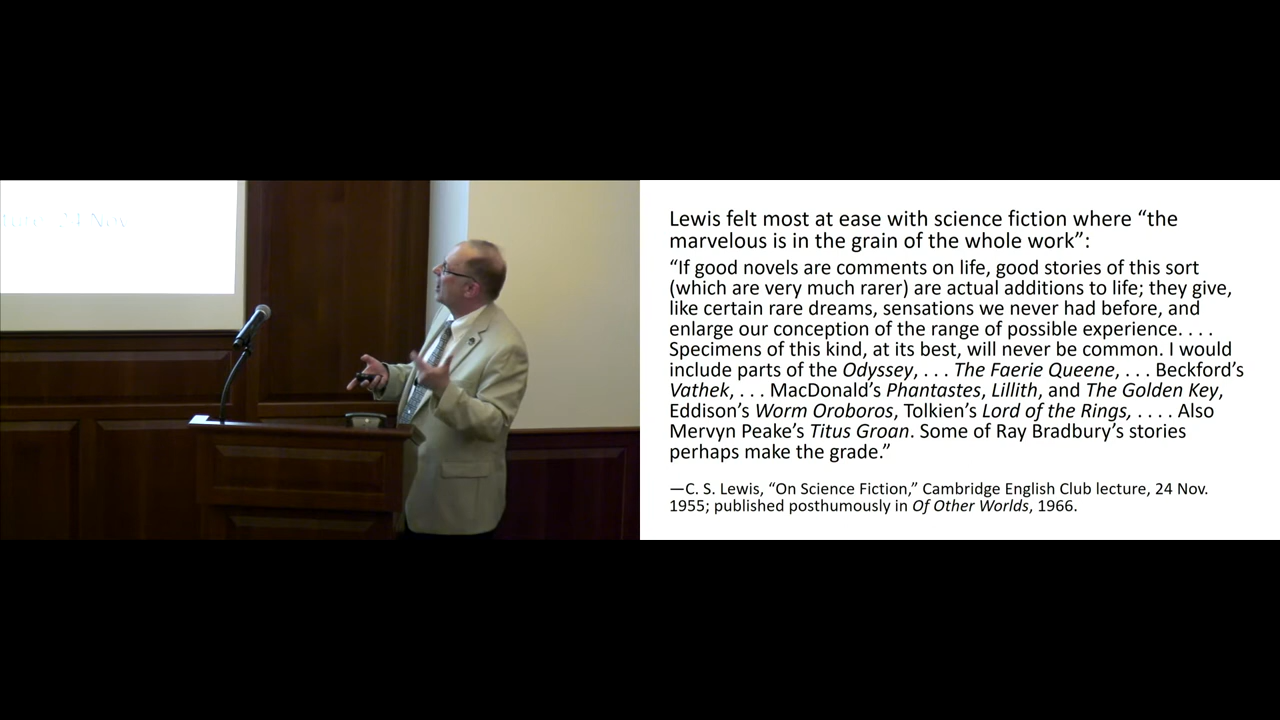 ture, 24 Nov
Lewis felt most at ease with science fiction where “the
marvelous is in the grain of the whole work”:
“If good novels are comments on life, good stories of this sort
(which are very much rarer) are actual additions to life; they give,
like certain rare dreams, sensations we never had before, and
enlarge our conception of the range of possible experience. . . .
Specimens of this kind, at its best, will never be common. I would
include parts of the Odyssey, . . . The Faerie Queene, . . . Beckford’s
Vathek, . . . MacDonald’s Phantastes, Lillith, and The Golden Key,
Eddison’s Worm Oroboros, Tolkien’s Lord of the Rings, . . . . Also
Mervyn Peake’s Titus Groan. Some of Ray Bradbury’s stories
perhaps make the grade.”
—C. S. Lewis, “On Science Fiction,” Cambridge English Club lecture, 24 Nov.
1955; published posthumously in Of Other Worlds, 1966.